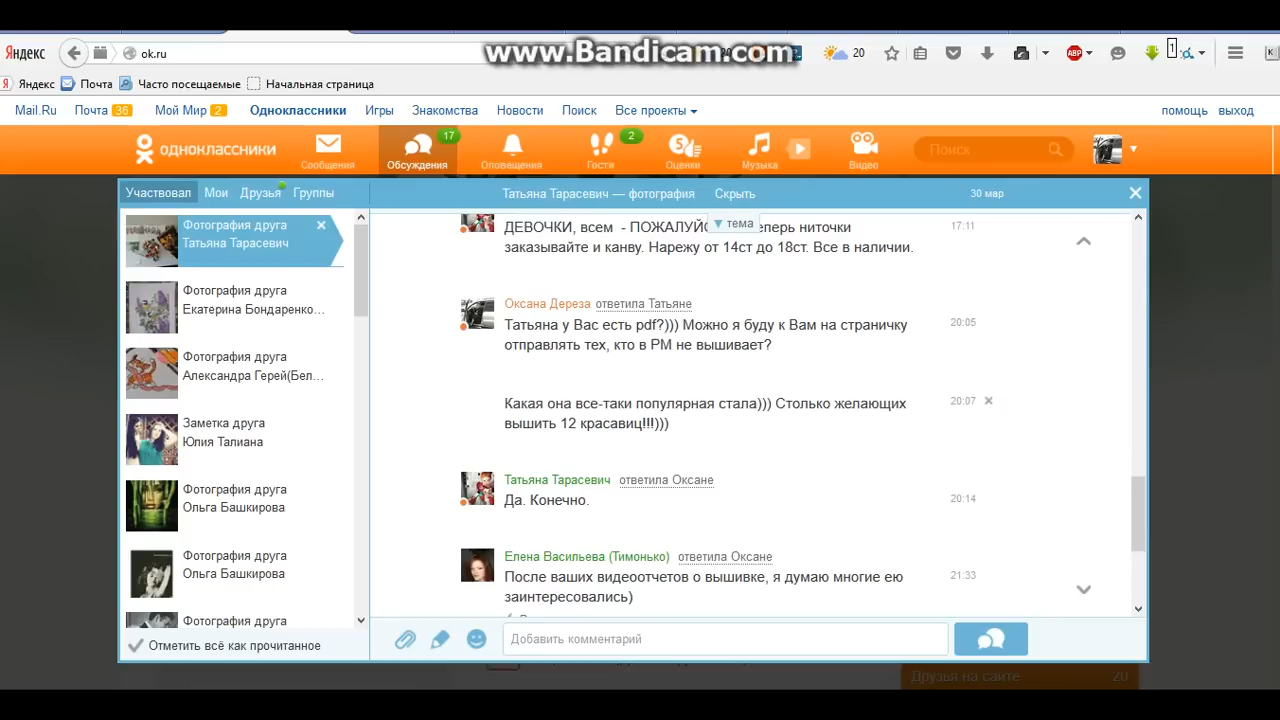 Яндекс
ok.ru
www.Bandicam.com
20
ABP
1
Яндекс Почта Часто посещаемые Начальная страница
Mail.Ru Почта 36 Мой Мир 2 Одноклассники Игры Знакомства Новости Поиск Все проекты помощь выход
одноклассники
Сообщения
17
Обсуждения
Оповещения
2
Гости
Оценки
Музыка
Видео
Поиск
Участвовал Мои Друзья Группы
Татьяна Тарасевич — фотография Скрыть 30 мар
Фотография друга
Татьяна Тарасевич
Фотография друга
Екатерина Бондаренко...
Фотография друга
Александра Герей(Бел...
Заметка друга
Юлия Талиана
Фотография друга
Ольга Башкирова
Фотография друга
Ольга Башкирова
Фотография друга
Отметить всё как прочитанное
тема
ДЕВОЧКИ, всем - ПОЖАЛУЙС еперь ниточки 17:11
заказывайте и канву. Нарежу от 14ст до 18ст. Все в наличии.
Оксана Дереза ответила Татьяне
Татьяна у Вас есть pdf?))) Можно я буду к Вам на страничку 20:05
отправлять тех, кто в РМ не вышивает?
Какая она все-таки популярная стала))) Столько желающих 20:07
вышить 12 красавиц!!!)))
Татьяна Тарасевич ответила Оксане
Да. Конечно. 20:14
Елена Васильева (Тимонько) ответила Оксане
После ваших видеоотчетов о вышивке, я думаю многие ею 21:33
заинтересовались)
Добавить комментарий
Друзья на сайте 20